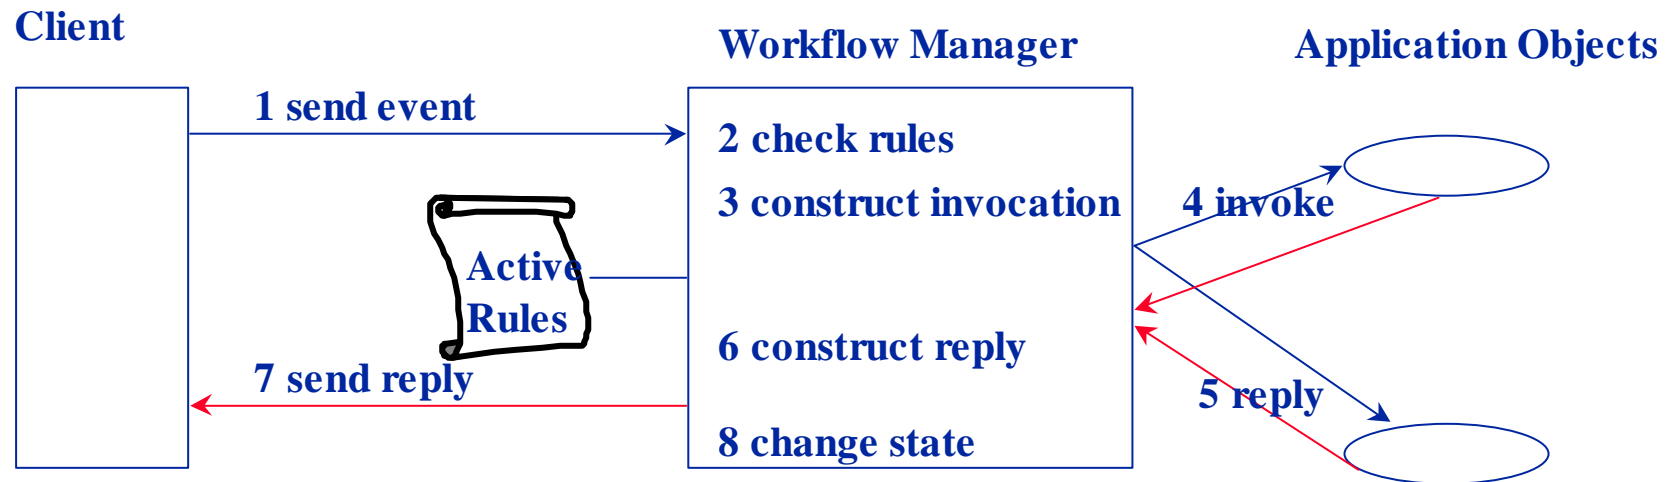 Client
Workflow Manager
Application Objects
1 send event
2 check rules
3 construct invocation
4 invoke
Active
Rules
6 construct reply
7 send reply
5 reply
8 change state